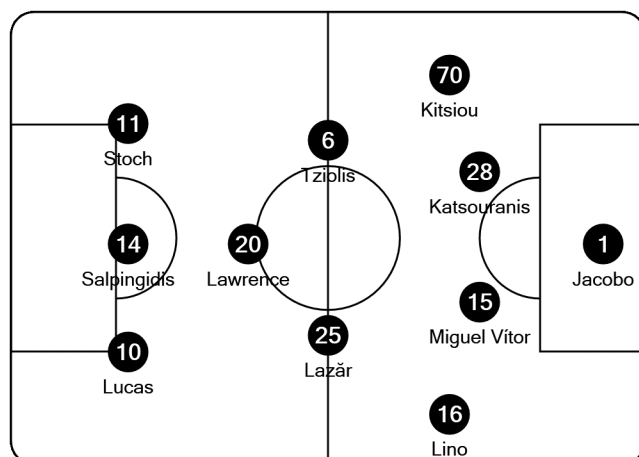 70
Kitsiou
11
Stoch
6
Tziolis
28
Katsouranis
14
Salpingidis
20
Lawrence
1
Jacobo
15
Miguel Vítor
25
Lazăr
10
Lucas
16
Lino